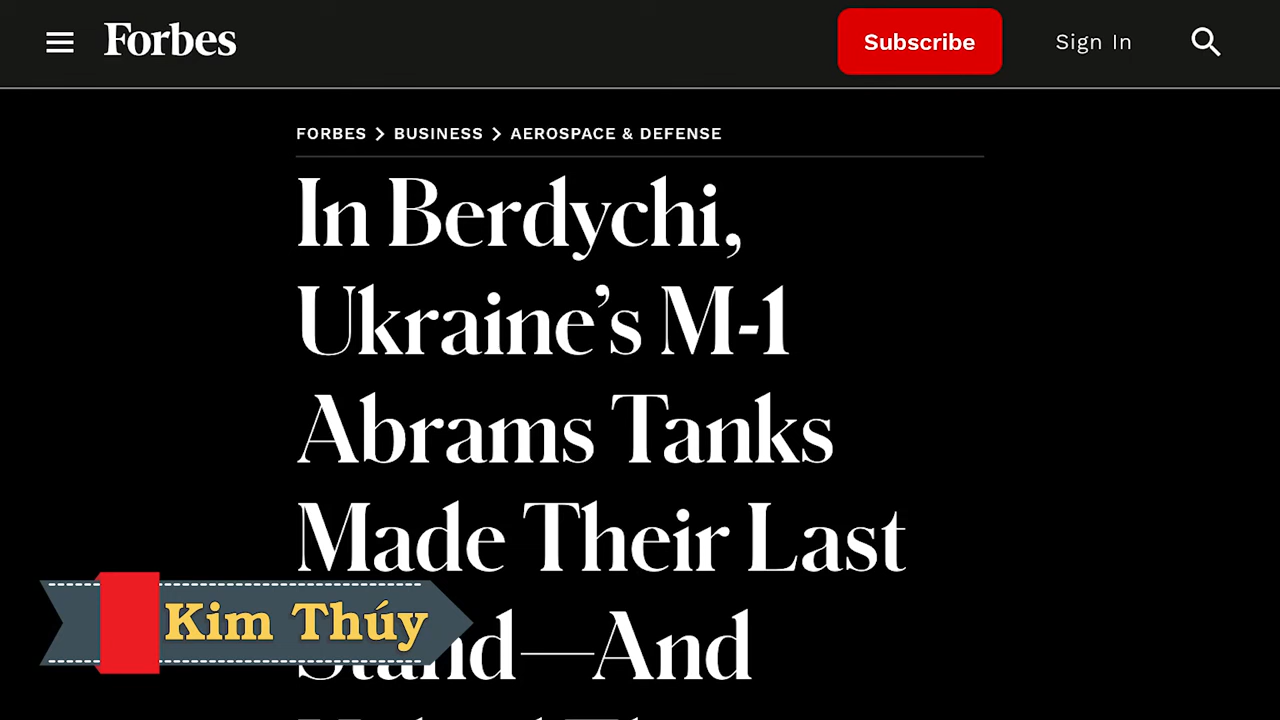 Forbes
Subscribe
Sign In
FORBES > BUSINESS > AEROSPACE & DEFENSE
In Berdychi,
Ukraine’s M-1
Abrams Tanks
Made Their Last
Stand—And
Kim Thúy